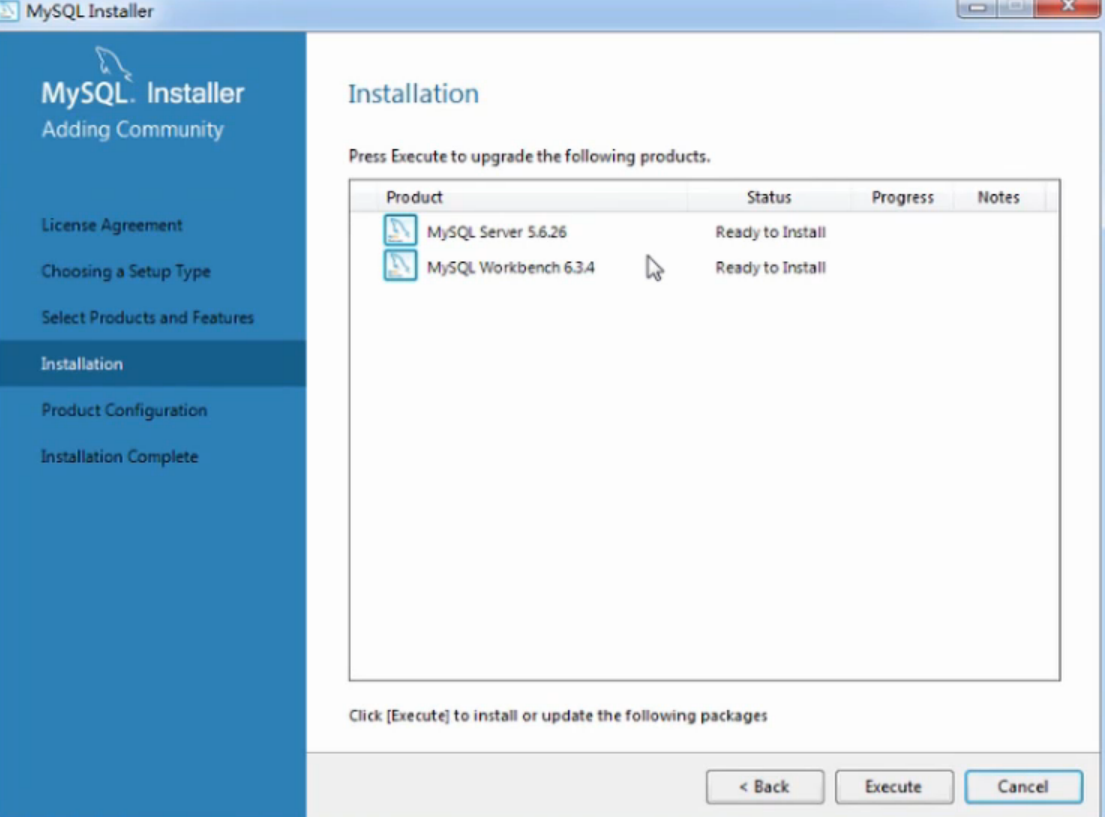 MySQL Installer
MySQL. Installer
Adding Community
License Agreement
Choosing a Setup Type
Select Products and Features
Installation
Product Configuration
Installation Complete
Installation
Press Execute to upgrade the following products.
Product Status Progress Notes
MySQL Server 5.6.26 Ready to Install
MySQL Workbench 6.3.4 Ready to Install
Click [Execute] to install or update the following packages
< Back Execute Cancel